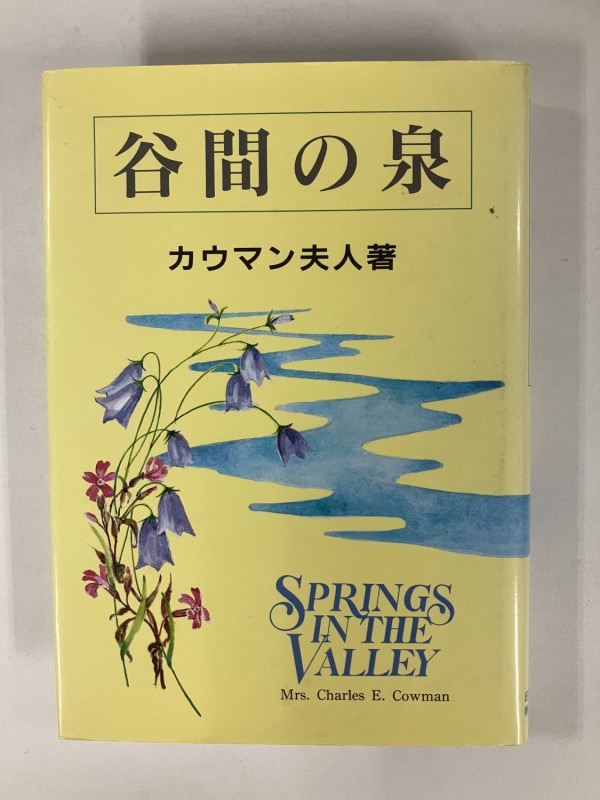 谷間の泉
カウマン夫人著
SPRINGS
IN THE
VALLEY
Mrs. Charles E. Cowman